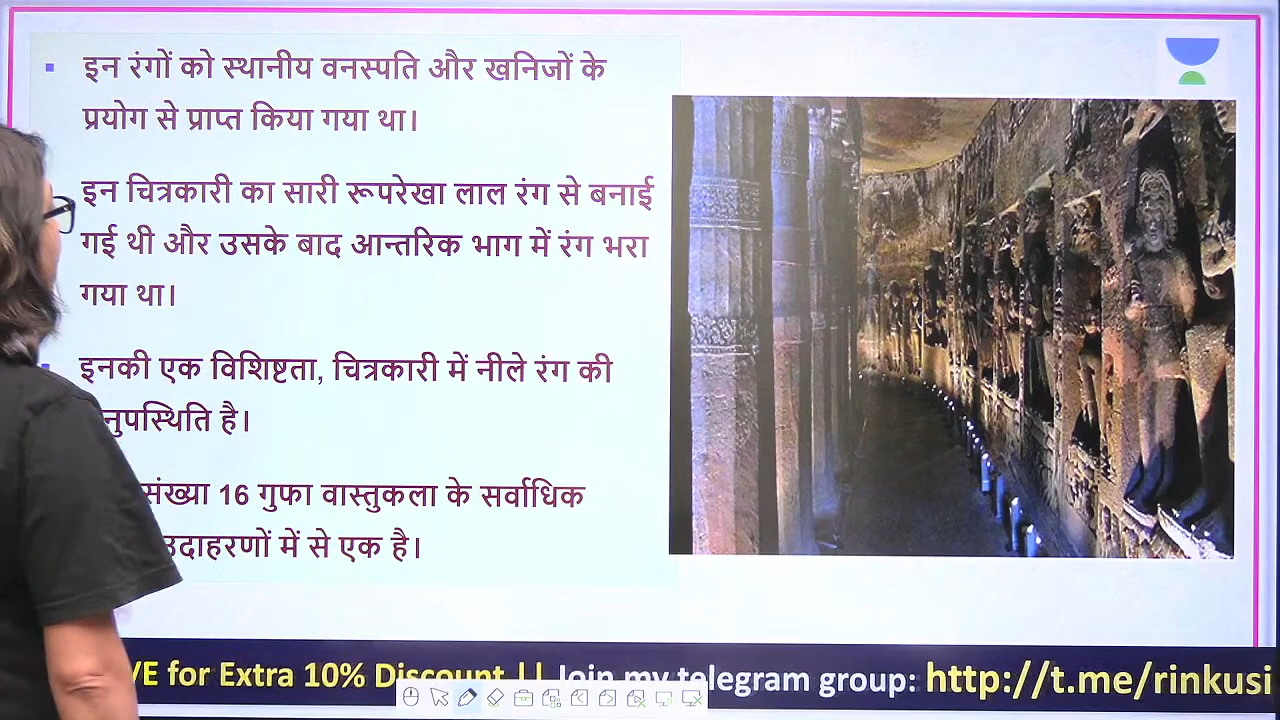 इन रंगों को स्थानीय वनस्पति और खनिजों के
प्रयोग से प्राप्त किया गया था।
इन चित्रकारी का सारी रूपरेखा लाल रंग से बनाई
गई थी और उसके बाद आन्तरिक भाग में रंग भरा
गया था।
इनकी एक विशिष्टता, चित्रकारी में नीले रंग की
नुपस्थिति है।
संख्या 16 गुफा वास्तुकला के सर्वाधिक
उदाहरणों में से एक है।
VE for Extra 10% Discount || Join my telegram group: http://t.me/rinkusi